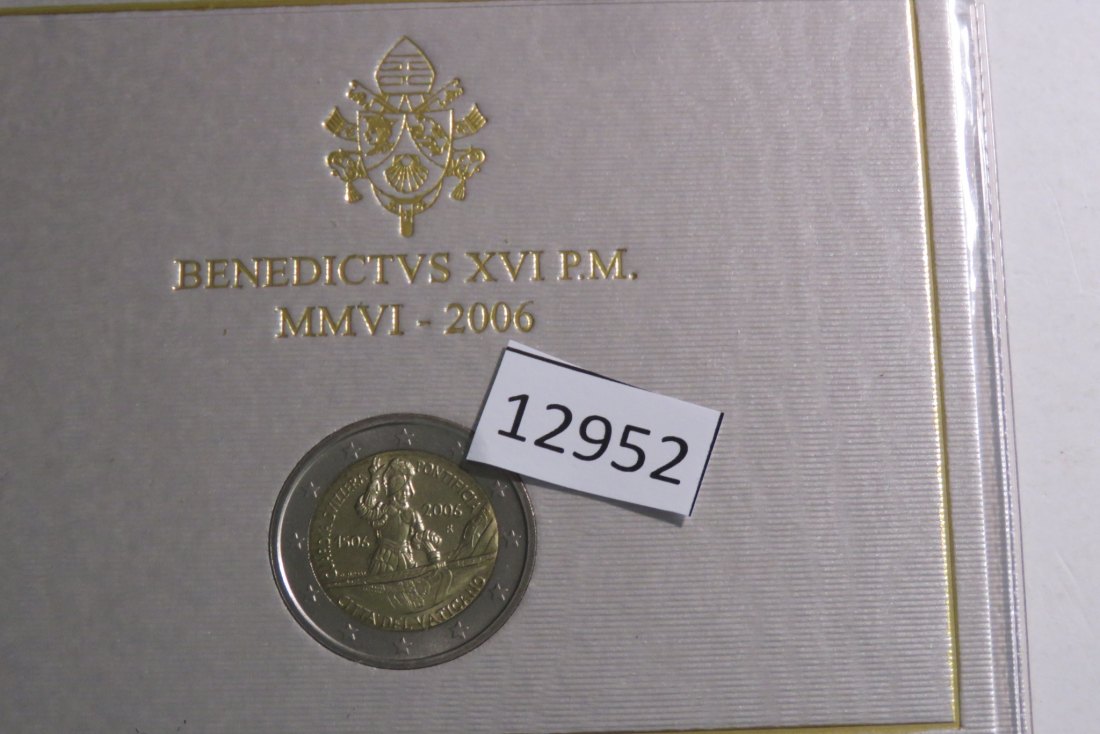 BENEDICTVS XVI P.M.
MMVI - 2006
12952
PONTIFICIA
1506
2006
R
CITTÀ DEL VATICANO